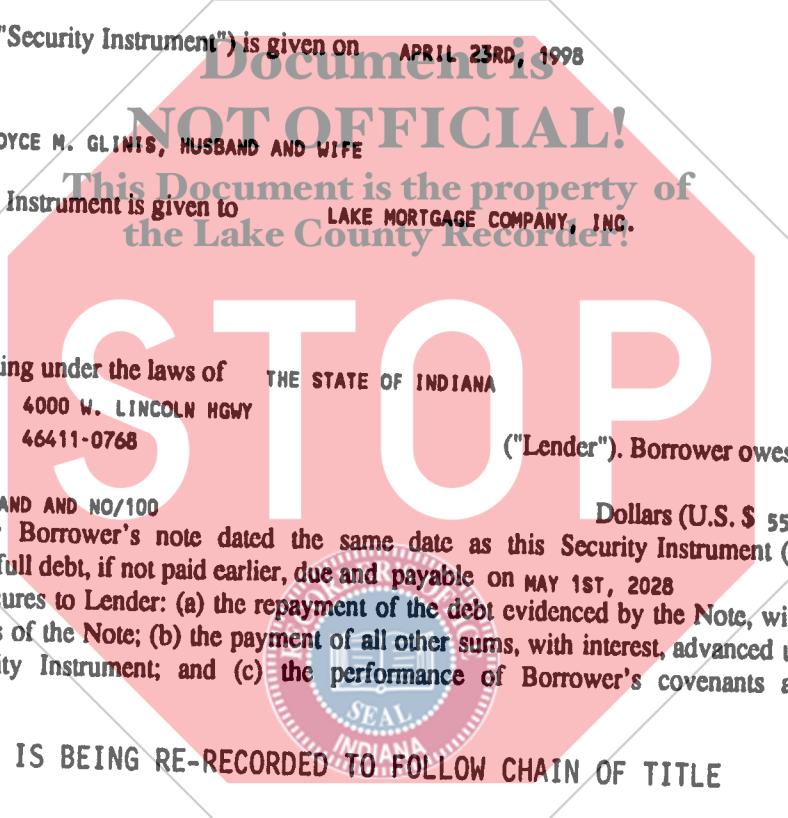 "Security Instrument") is given on APRIL 23RD, 1998
Document is
NOT OFFICIAL!
OYCE M. GLINIS, HUSBAND AND WIFE
This Document is the property of
Instrument is given to LAKE MORTGAGE COMPANY, INC.
the Lake County Recorder!
STOP
ing under the laws of THE STATE OF INDIANA
4000 W. LINCOLN HGWY
46411-0768
("Lender"). Borrower owes
AND AND NO/100
Dollars (U.S. $ 55
Borrower's note dated the same date as this Security Instrument (
full debt, if not paid earlier, due and payable on MAY 1ST, 2028
ures to Lender: (a) the repayment of the debt evidenced by the Note, wi
s of the Note; (b) the payment of all other sums, with interest, advanced u
ity Instrument; and (c) the performance of Borrower's covenants a
SEAL
INDIANA
IS BEING RE-RECORDED TO FOLLOW CHAIN OF TITLE